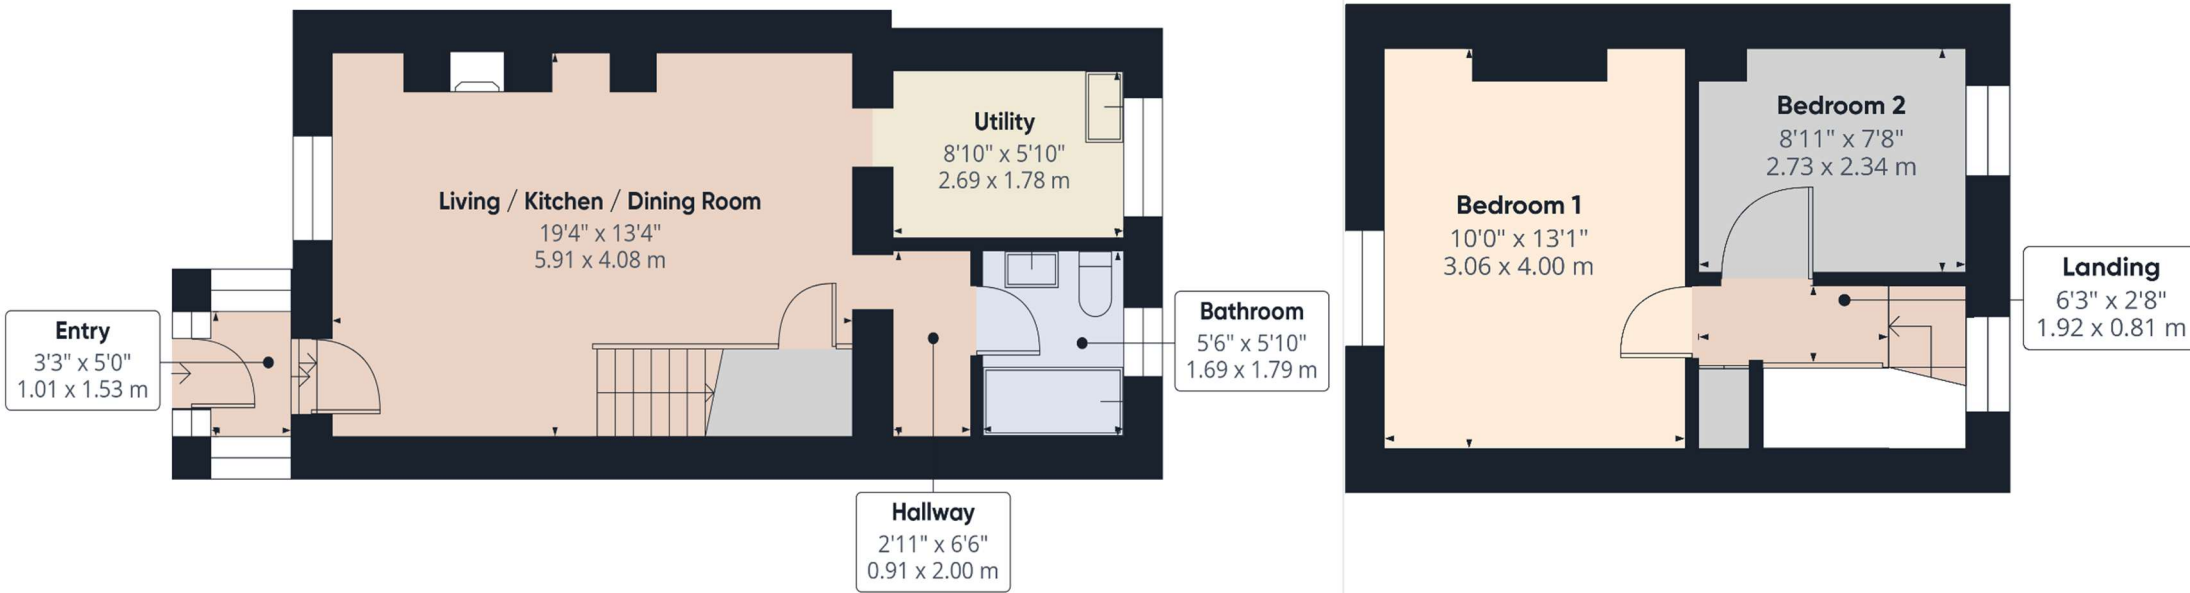 Living / Kitchen / Dining Room
19'4" x 13'4"
5.91 x 4.08 m
Utility
8'10" x 5'10"
2.69 x 1.78 m
Entry
3'3" x 5'0"
1.01 x 1.53 m
Bathroom
5'6" x 5'10"
1.69 x 1.79 m
Hallway
2'11" x 6'6"
0.91 x 2.00 m
Bedroom 1
10'0" x 13'1"
3.06 x 4.00 m
Bedroom 2
8'11" x 7'8"
2.73 x 2.34 m
Landing
6'3" x 2'8"
1.92 x 0.81 m